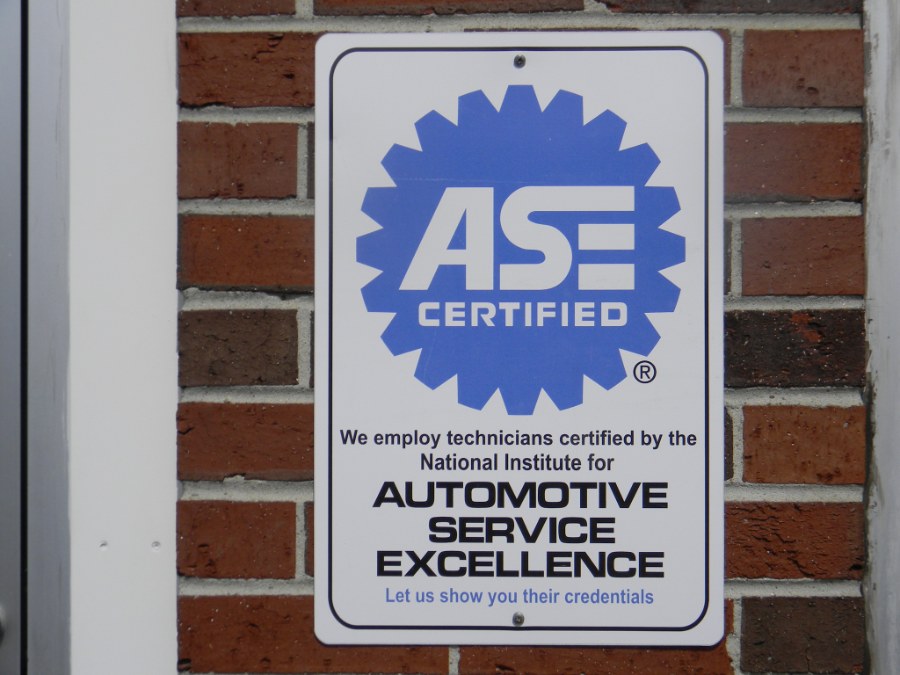 ASE
CERTIFIED
®
We employ technicians certified by the
National Institute for
AUTOMOTIVE
SERVICE
EXCELLENCE
Let us show you their credentials